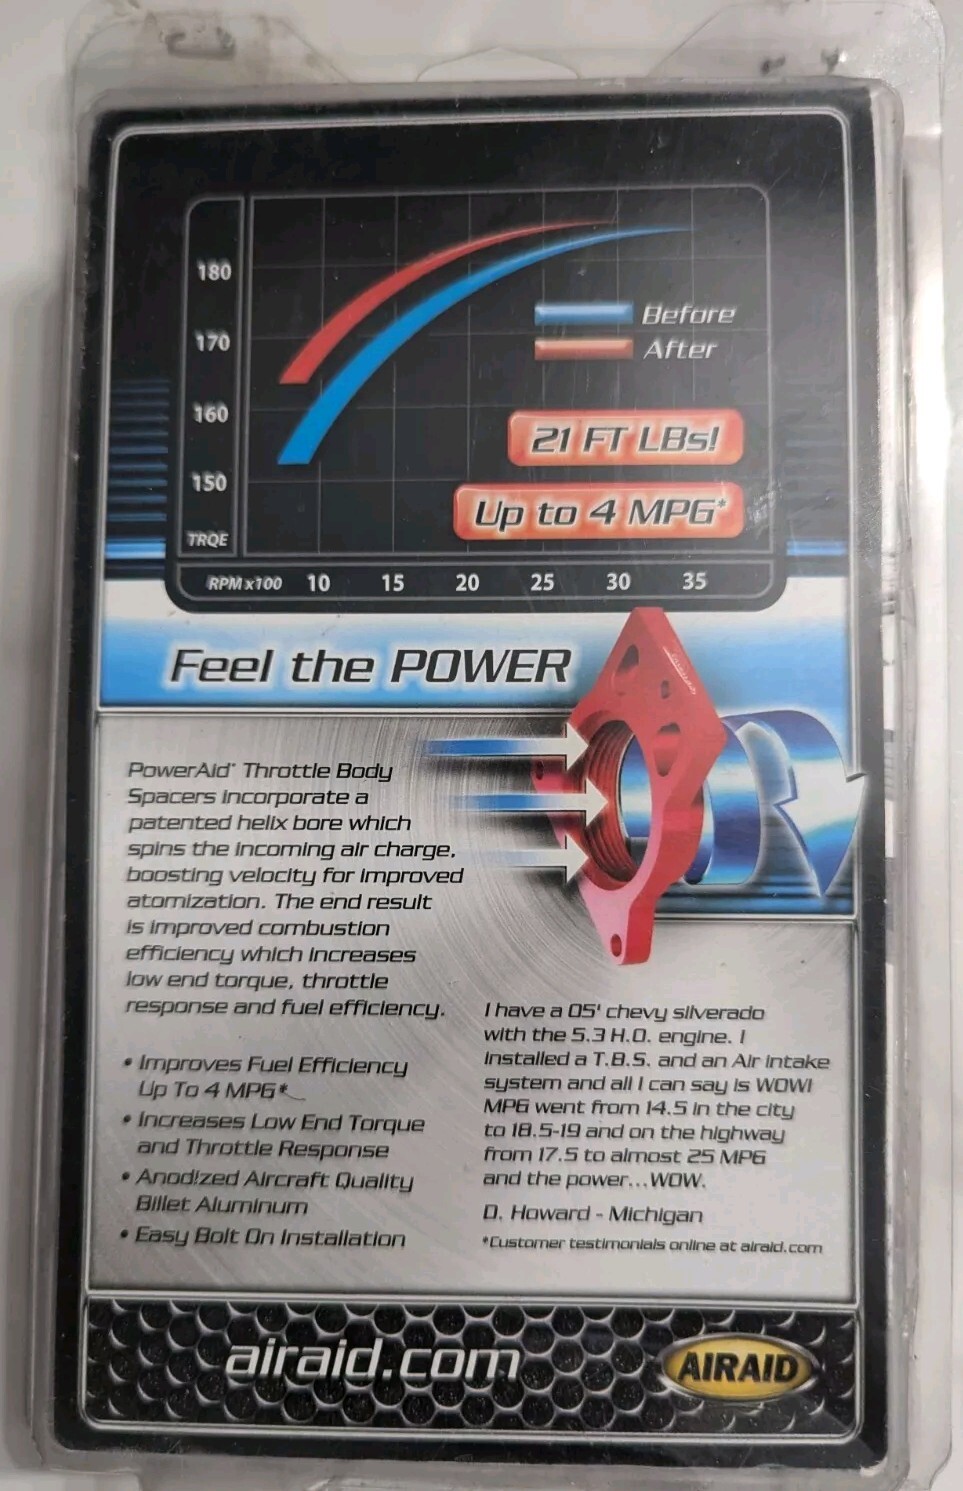 180
170
160
150
TRQE
Before
After
21 FT LBs!
Up to 4 MPG*
RPM x100 10 15 20 25 30 35
Feel the POWER
PowerAid® Throttle Body
Spacers incorporate a
patented helix bore which
spins the incoming air charge,
boosting velocity for improved
atomization. The end result
is improved combustion
efficiency which increases
low end torque, throttle
response and fuel efficiency.
• Improves Fuel Efficiency
Up To 4 MPG*
• Increases Low End Torque
and Throttle Response
• Anodized Aircraft Quality
Billet Aluminum
• Easy Bolt On Installation
I have a 05' chevy silverado
with the 5.3 H.O. engine. I
installed a T.B.S. and an Air intake
system and all I can say is WOW!
MPG went from 14.5 in the city
to 18.5-19 and on the highway
from 17.5 to almost 25 MPG
and the power...WOW.
D. Howard - Michigan
*Customer testimonials online at airaid.com
airaid.com
AIRAID